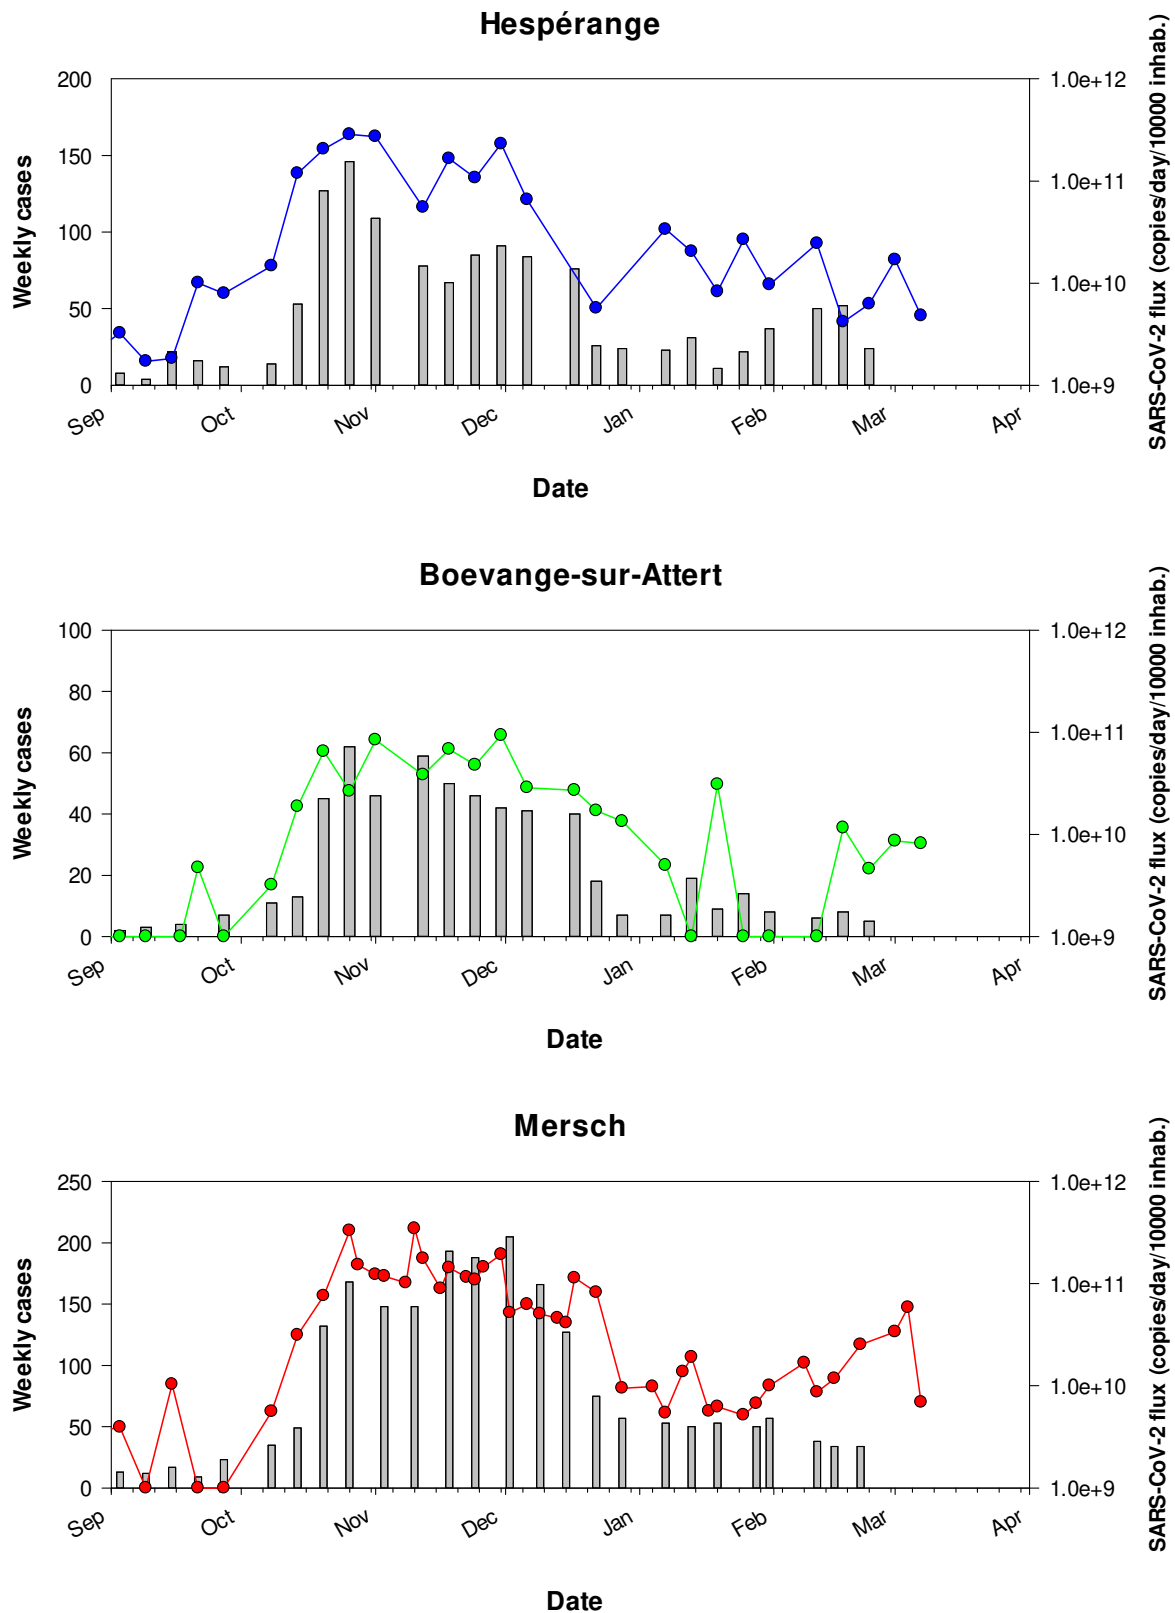 Hespérange
Weekly cases
SARS-CoV-2 flux (copies/day/10000 inhab.)
200
150
100
50
0
1.0e+12
1.0e+11
1.0e+10
1.0e+9
Sep Oct Nov Dec Jan Feb Mar Apr
Date
Boevange-sur-Attert
Weekly cases
SARS-CoV-2 flux (copies/day/10000 inhab.)
100
80
60
40
20
0
1.0e+12
1.0e+11
1.0e+10
1.0e+9
Sep Oct Nov Dec Jan Feb Mar Apr
Date
Mersch
Weekly cases
SARS-CoV-2 flux (copies/day/10000 inhab.)
250
200
150
100
50
0
1.0e+12
1.0e+11
1.0e+10
1.0e+9
Sep Oct Nov Dec Jan Feb Mar Apr
Date